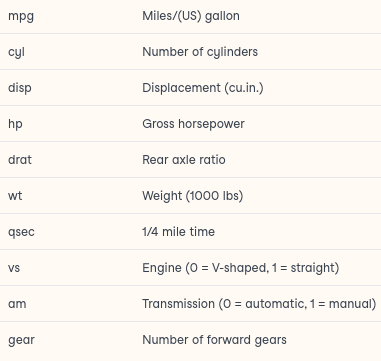 mpg Miles/(US) gallon
cyl Number of cylinders
disp Displacement (cu.in.)
hp Gross horsepower
drat Rear axle ratio
wt Weight (1000 lbs)
qsec 1/4 mile time
vs Engine (0 = V-shaped, 1 = straight)
am Transmission (0 = automatic, 1 = manual)
gear Number of forward gears